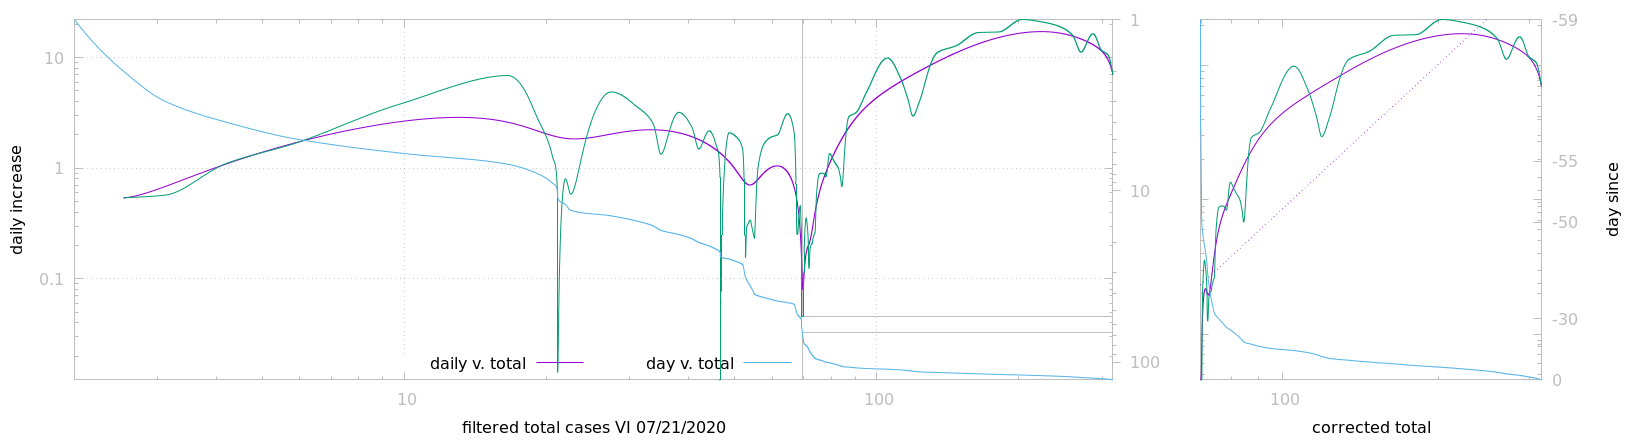 daily increase
10
1
0.1
1
10
100
daily v. total
day v. total
10
100
filtered total cases VI 07/21/2020
-59
-55
-50
-30
0
day since
100
corrected total